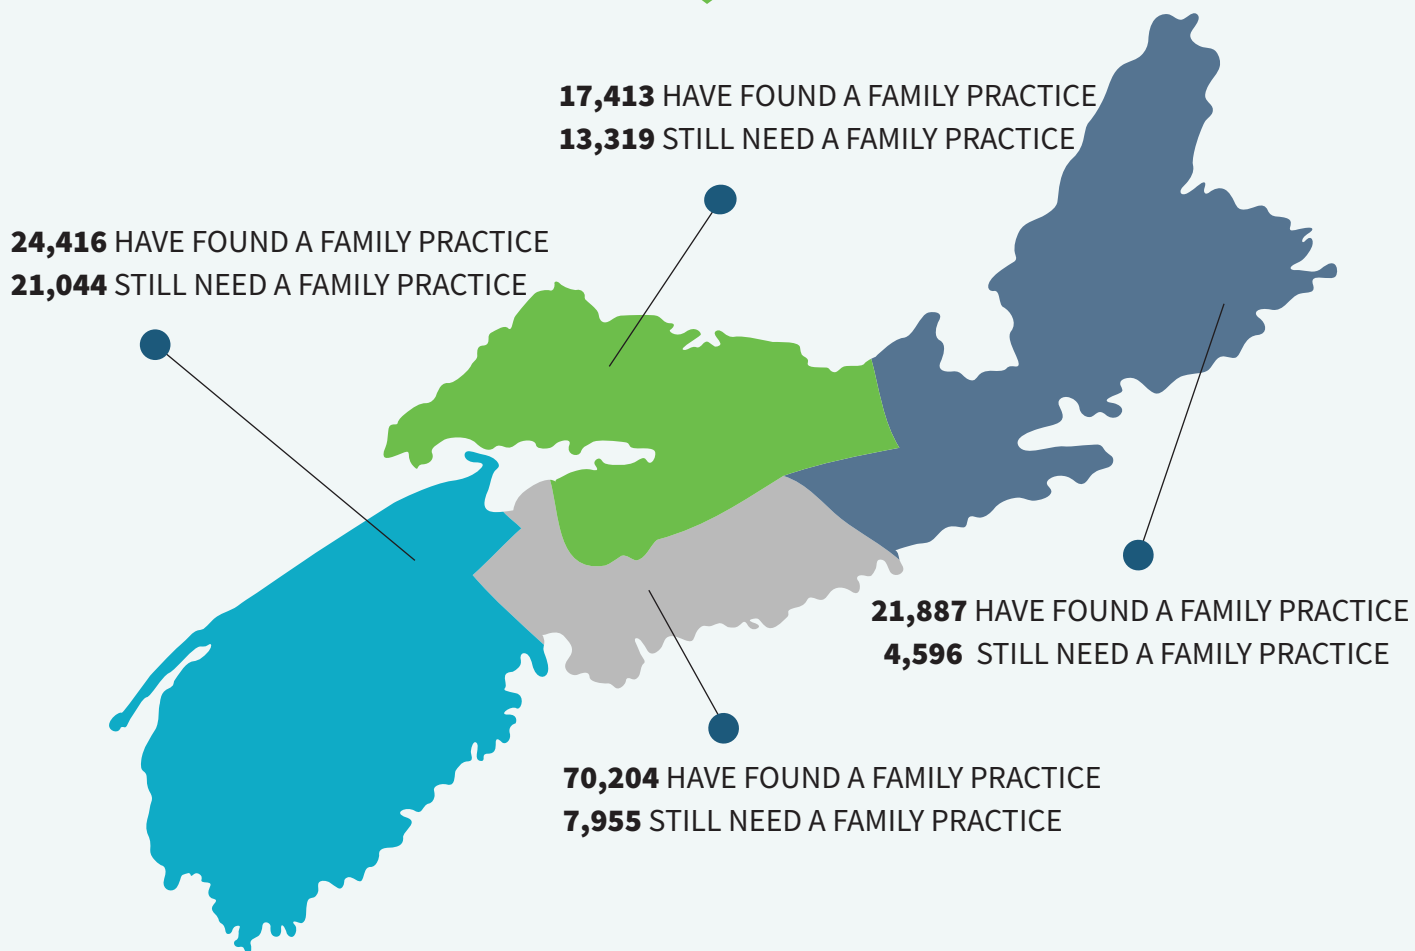 17,413 HAVE FOUND A FAMILY PRACTICE
13,319 STILL NEED A FAMILY PRACTICE
24,416 HAVE FOUND A FAMILY PRACTICE
21,044 STILL NEED A FAMILY PRACTICE
21,887 HAVE FOUND A FAMILY PRACTICE
4,596 STILL NEED A FAMILY PRACTICE
70,204 HAVE FOUND A FAMILY PRACTICE
7,955 STILL NEED A FAMILY PRACTICE